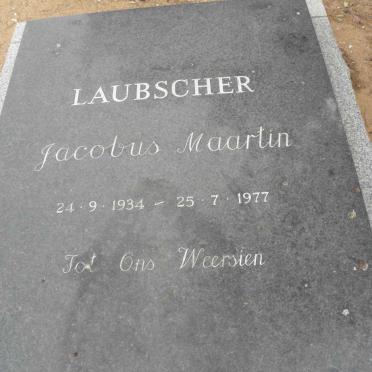 LAUBSCHER
Jacobus Maartin
24 · 9 · 1934 – 25 · 7 · 1977
Tot Ons Weersien